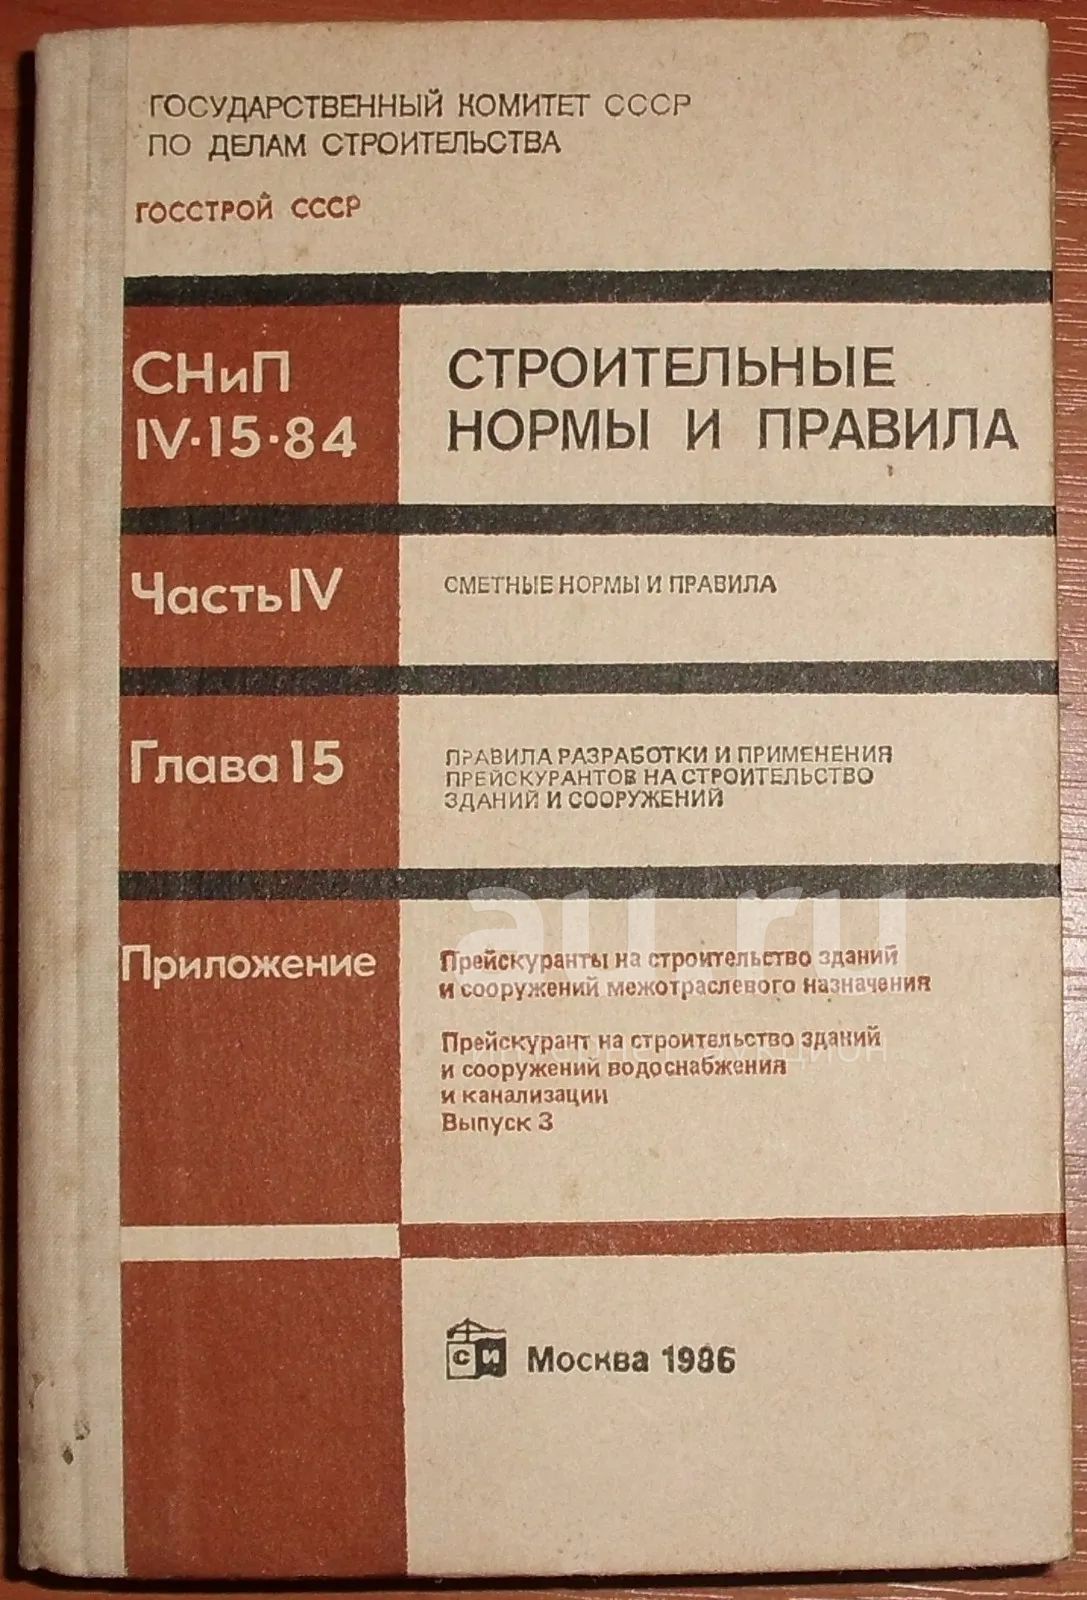 ГОСУДАРСТВЕННЫЙ КОМИТЕТ СССР
ПО ДЕЛАМ СТРОИТЕЛЬСТВА
ГОССТРОЙ СССР
СНиП
IV·15·84
СТРОИТЕЛЬНЫЕ
НОРМЫ И ПРАВИЛА
Часть IV
СМЕТНЫЕ НОРМЫ И ПРАВИЛА
Глава 15
ПРАВИЛА РАЗРАБОТКИ И ПРИМЕНЕНИЯ
ПРЕЙСКУРАНТОВ НА СТРОИТЕЛЬСТВО
ЗДАНИЙ И СООРУЖЕНИЙ
au.ru
Приложение
Прейскуранты на строительство зданий
и сооружений межотраслевого назначения
Прейскурант на строительство зданий
и сооружений водоснабжения
и канализации
Выпуск 3
СИ
Москва 1986